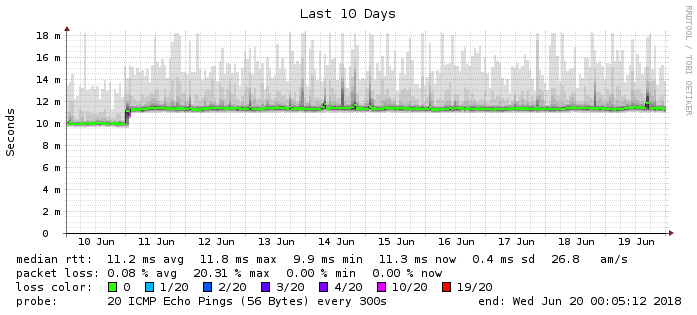 Last 10 Days
RRDTOOL / TOBI OETIKER
Seconds
18 m
16 m
14 m
12 m
10 m
8 m
6 m
4 m
2 m
0
10 Jun 11 Jun 12 Jun 13 Jun 14 Jun 15 Jun 16 Jun 17 Jun 18 Jun 19 Jun
median rtt: 11.2 ms avg 11.8 ms max 9.9 ms min 11.3 ms now 0.4 ms sd 26.8 am/s
packet loss: 0.08 % avg 20.31 % max 0.00 % min 0.00 % now
loss color: 0 1/20 2/20 3/20 4/20 10/20 19/20
probe: 20 ICMP Echo Pings (56 Bytes) every 300s end: Wed Jun 20 00:05:12 2018